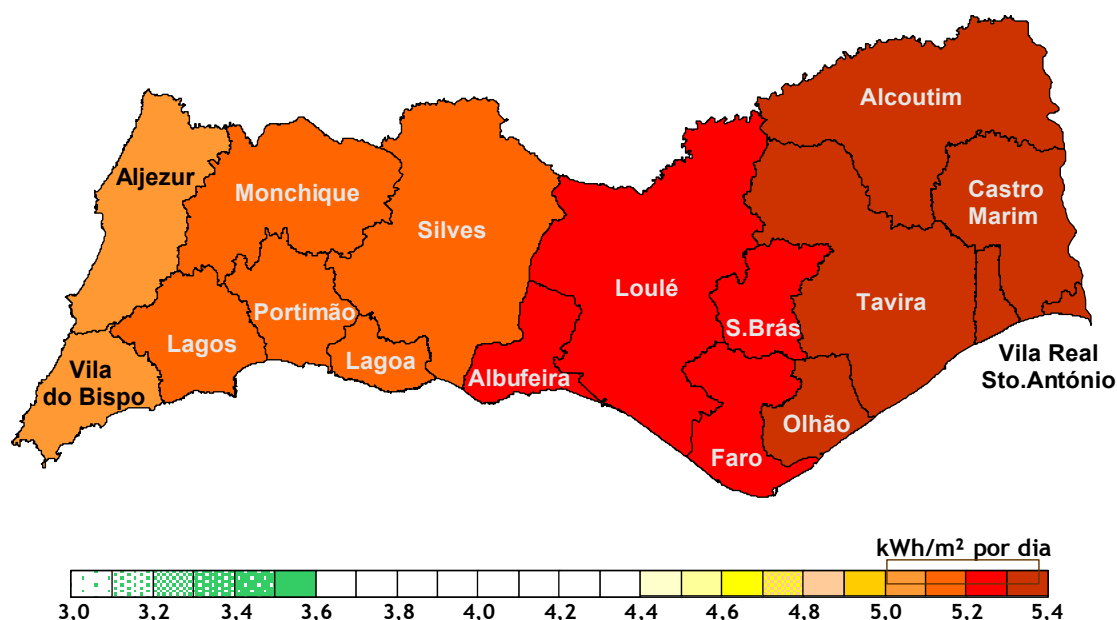 Alcoutim
Aljezur
Monchique
Castro
Marim
Silves
Loulé
Portimão
Tavira
S.Brás
Lagos
Lagoa
Vila
do Bispo
Albufeira
Vila Real
Sto.António
Olhão
Faro
kWh/m² por dia
3,0 3,2 3,4 3,6 3,8 4,0 4,2 4,4 4,6 4,8 5,0 5,2 5,4